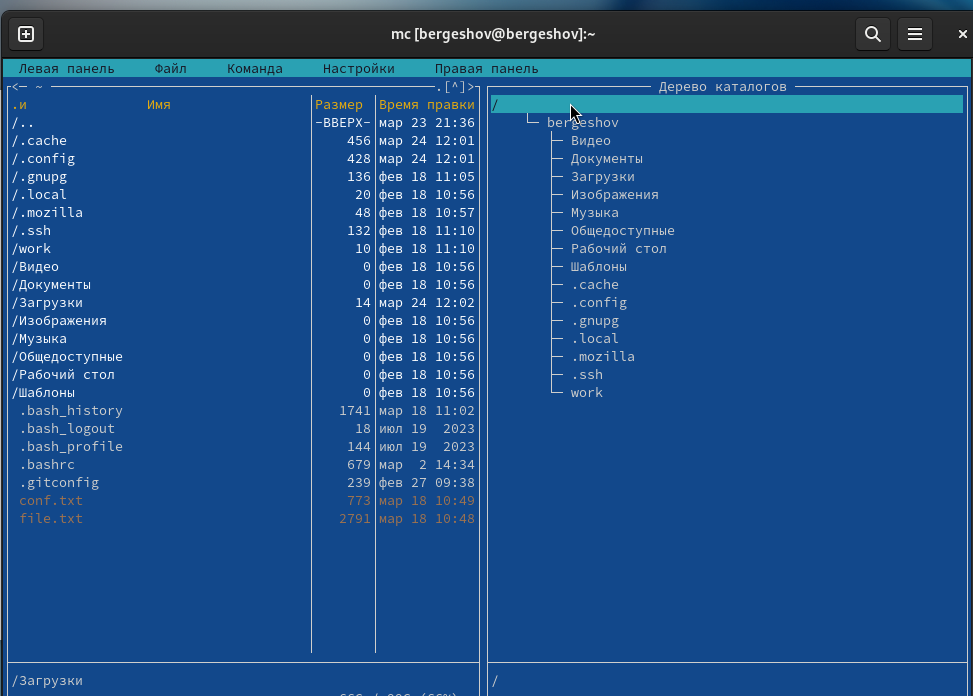 mc [bergeshov@bergeshov]:~
Левая панель Файл Команда Настройки Правая панель
<— ~ .[^]>
.и Имя Размер Время правки
/.. -ВВЕРХ- мар 23 21:36
/.cache 456 мар 24 12:01
/.config 428 мар 24 12:01
/.gnupg 136 фев 18 11:05
/.local 20 фев 18 10:56
/.mozilla 48 фев 18 10:57
/.ssh 132 фев 18 11:10
/work 10 фев 18 11:10
/Видео 0 фев 18 10:56
/Документы 0 фев 18 10:56
/Загрузки 14 мар 24 12:02
/Изображения 0 фев 18 10:56
/Музыка 0 фев 18 10:56
/Общедоступные 0 фев 18 10:56
/Рабочий стол 0 фев 18 10:56
/Шаблоны 0 фев 18 10:56
.bash_history 1741 мар 18 11:02
.bash_logout 18 июл 19 2023
.bash_profile 144 июл 19 2023
.bashrc 679 мар 2 14:34
.gitconfig 239 фев 27 09:38
conf.txt 773 мар 18 10:49
file.txt 2791 мар 18 10:48
/Загрузки
Дерево каталогов
/
bergeshov
Видео
Документы
Загрузки
Изображения
Музыка
Общедоступные
Рабочий стол
Шаблоны
.cache
.config
.gnupg
.local
.mozilla
.ssh
work
/